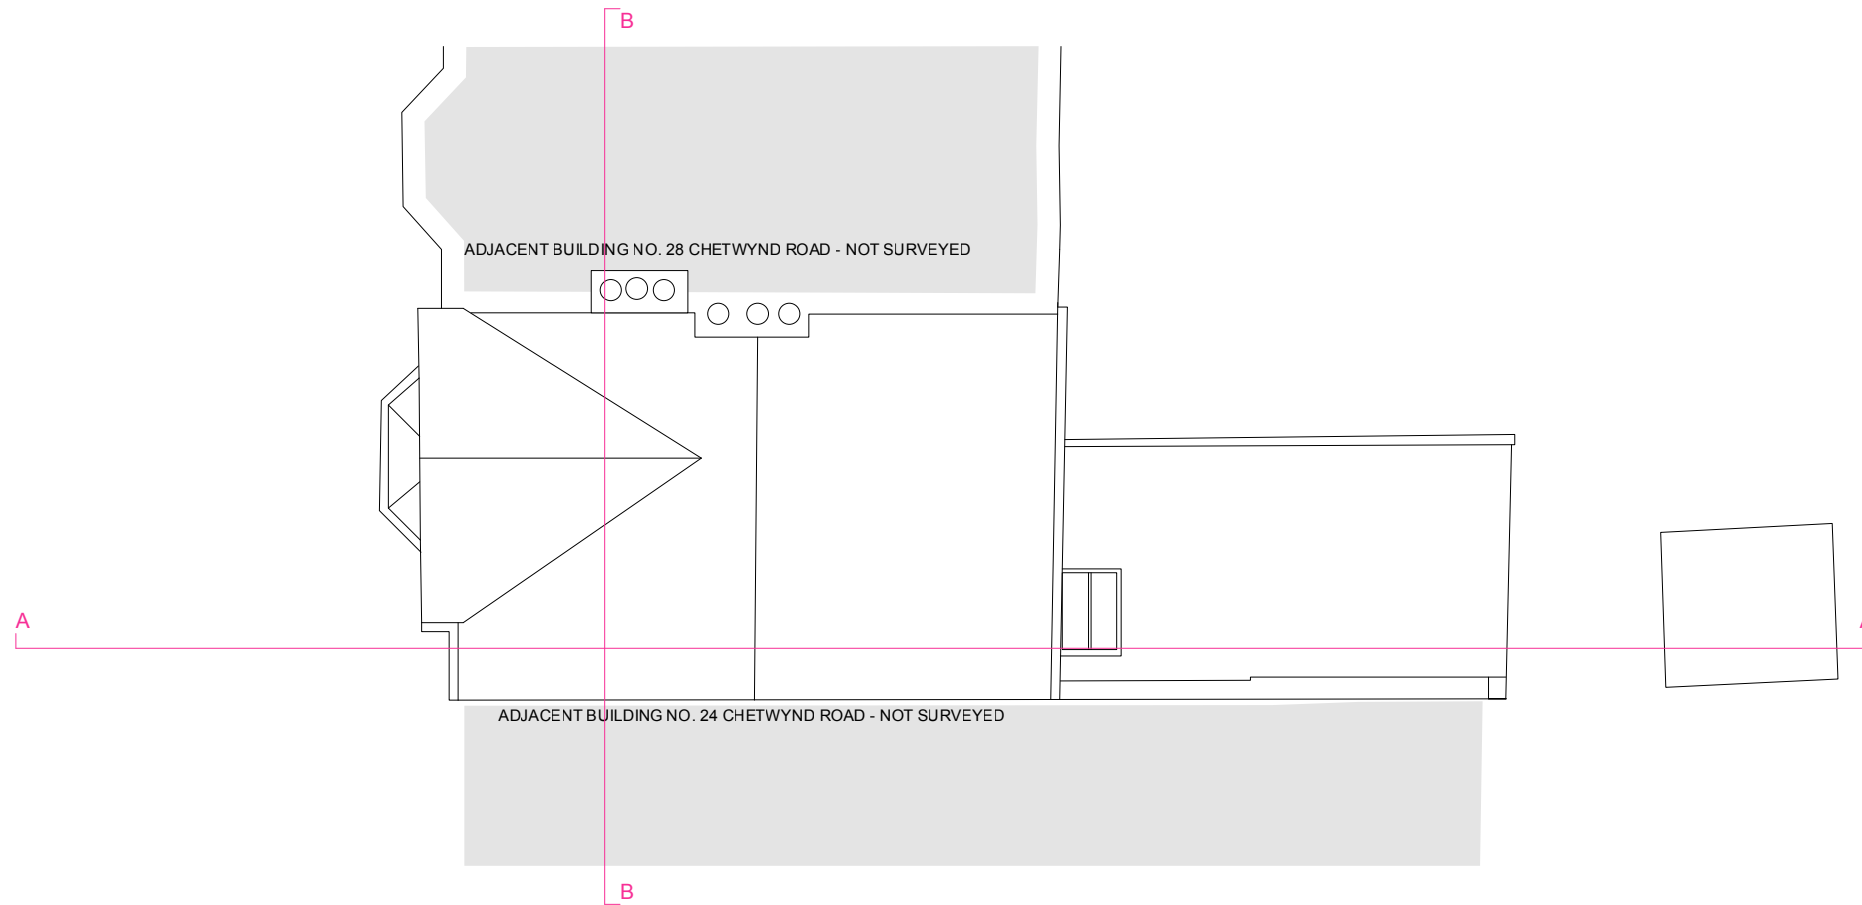 B
ADJACENT BUILDING NO. 28 CHETWYND ROAD - NOT SURVEYED
A
ADJACENT BUILDING NO. 24 CHETWYND ROAD - NOT SURVEYED
B